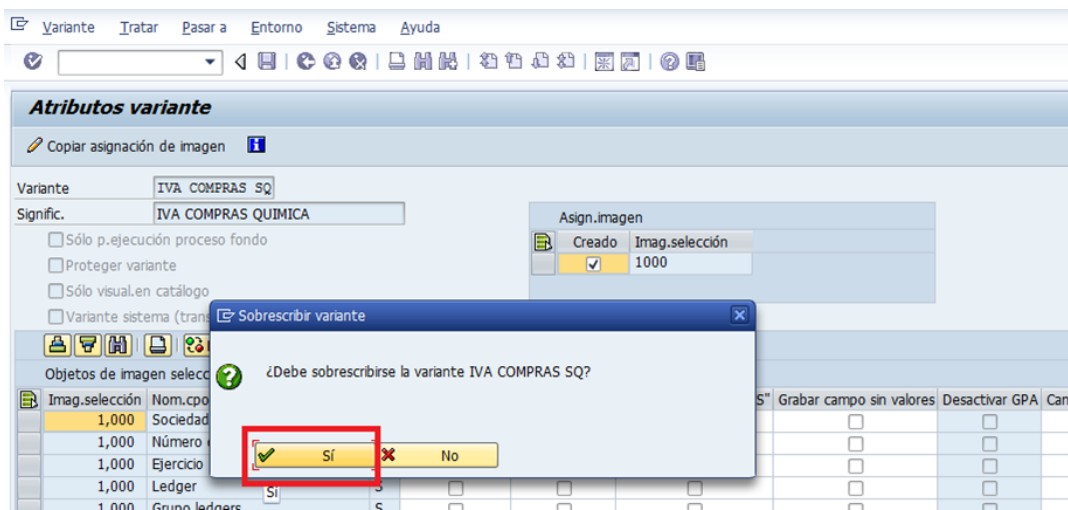 Variante Tratar Pasar a Entorno Sistema Ayuda
Atributos variante
Copiar asignación de imagen
Variante IVA COMPRAS SQ
Signific. IVA COMPRAS QUIMICA
Asign.imagen
Sólo p.ejecución proceso fondo
Creado Imag.selección
Proteger variante
1000
Sólo visual.en catálogo
Variante sistema (trans
Sobrescribir variante
¿Debe sobrescribirse la variante IVA COMPRAS SQ?
Objetos de imagen selecc
Imag.selección Nom.cpo S" Grabar campo sin valores Desactivar GPA Can
1,000 Sociedad
1,000 Número
Sí No
1,000 Ejercicio
1,000 Ledger S
Sí
1,000 Grupo ledgers S